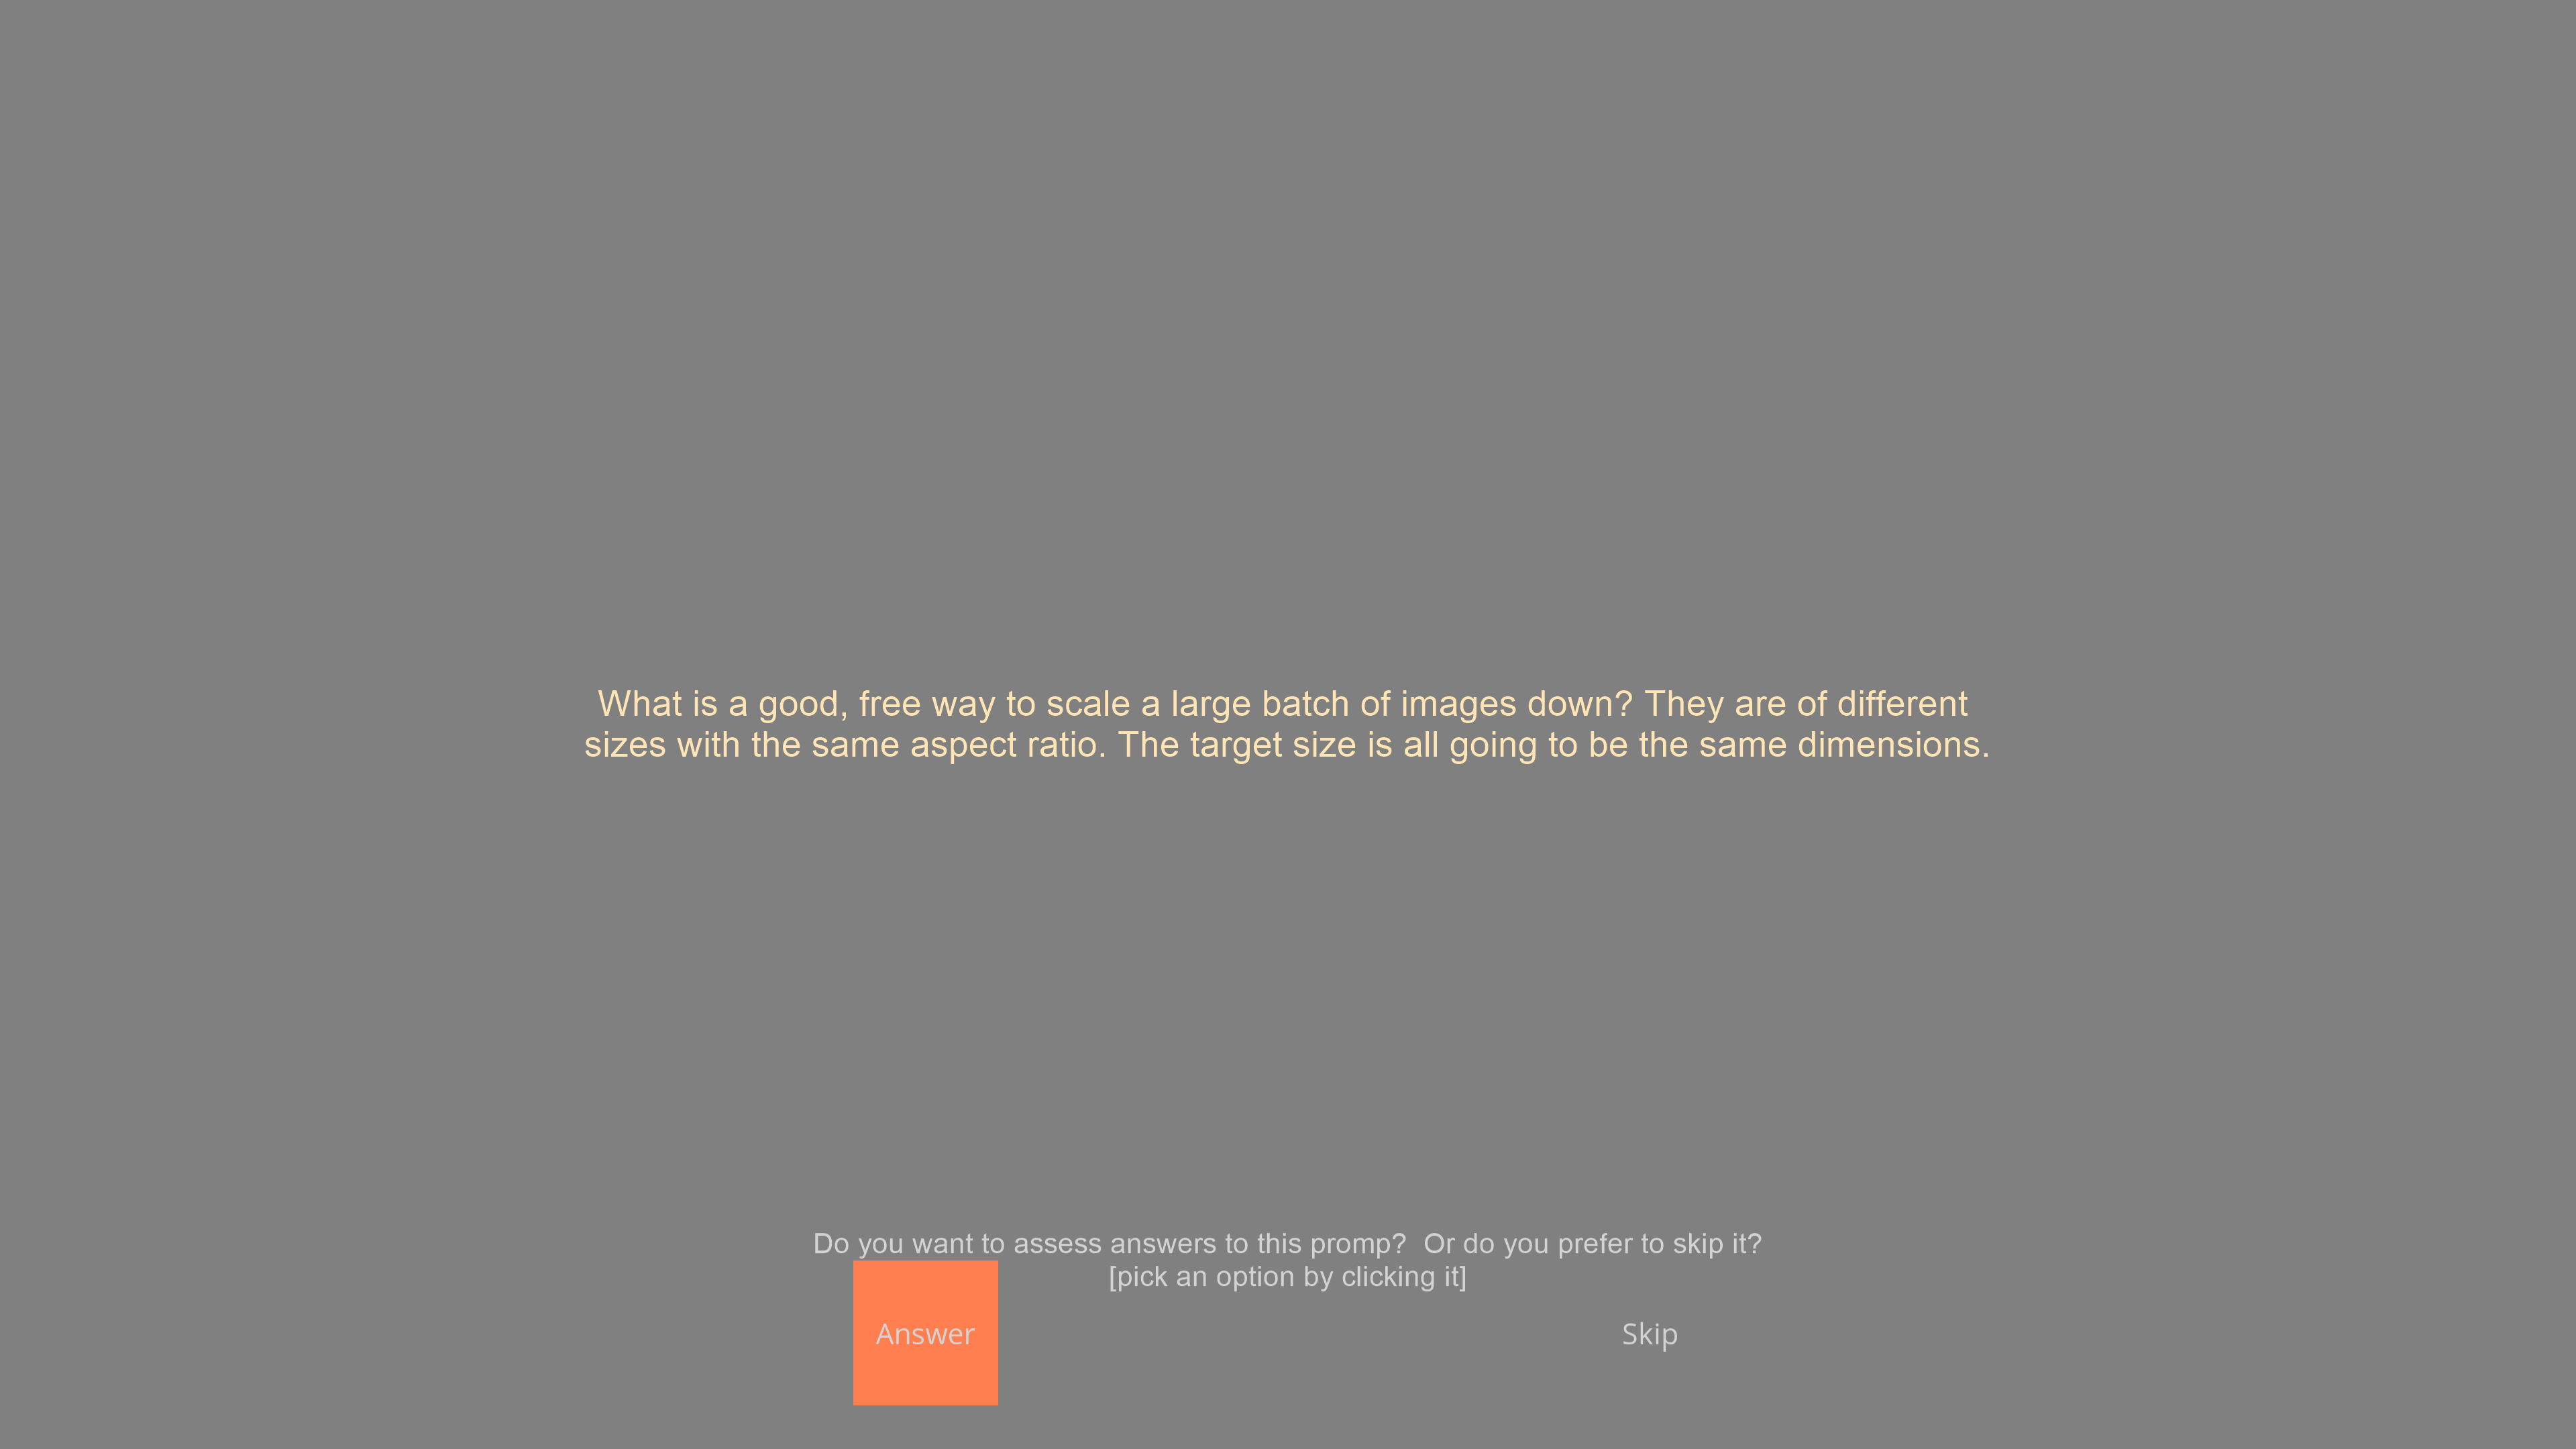 What is a good, free way to scale a large batch of images down? They are of different
sizes with the same aspect ratio. The target size is all going to be the same dimensions.
Do you want to assess answers to this promp?  Or do you prefer to skip it?
[pick an option by clicking it]
Answer
Skip